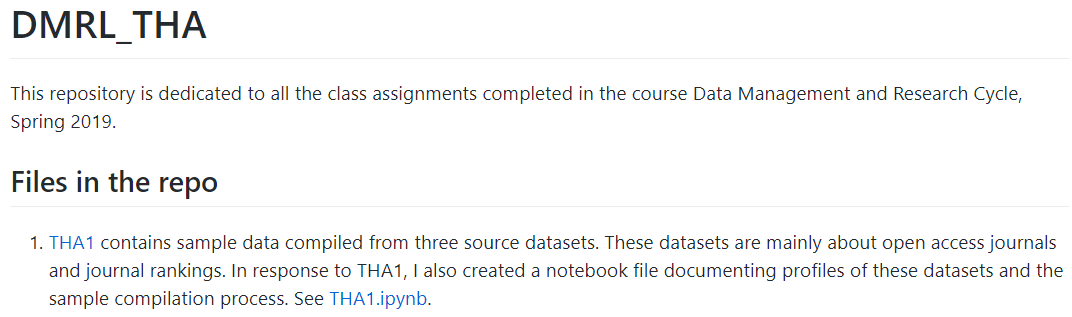 DMRL_THA
This repository is dedicated to all the class assignments completed in the course Data Management and Research Cycle,
Spring 2019.
Files in the repo
1. THA1 contains sample data compiled from three source datasets. These datasets are mainly about open access journals
and journal rankings. In response to THA1, I also created a notebook file documenting profiles of these datasets and the
sample compilation process. See THA1.ipynb.